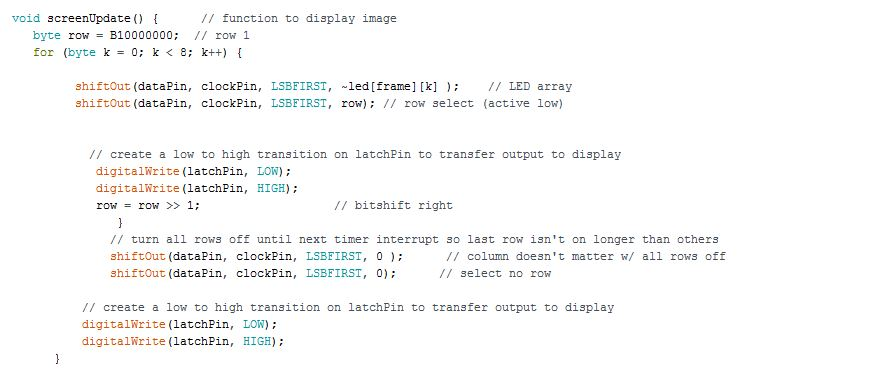 void screenUpdate() {      // function to display image
   byte row = B10000000;  // row 1
   for (byte k = 0; k < 8; k++) {
         shiftOut(dataPin, clockPin, LSBFIRST, ~led[frame][k] );    // LED array
         shiftOut(dataPin, clockPin, LSBFIRST, row); // row select (active low)
           // create a low to high transition on latchPin to transfer output to display
            digitalWrite(latchPin, LOW);
            digitalWrite(latchPin, HIGH);
            row = row >> 1;                   // bitshift right
               }
              // turn all rows off until next timer interrupt so last row isn't on longer than others
              shiftOut(dataPin, clockPin, LSBFIRST, 0 );      // column doesn't matter w/ all rows off
              shiftOut(dataPin, clockPin, LSBFIRST, 0);      // select no row
          // create a low to high transition on latchPin to transfer output to display
          digitalWrite(latchPin, LOW);
          digitalWrite(latchPin, HIGH);
      }